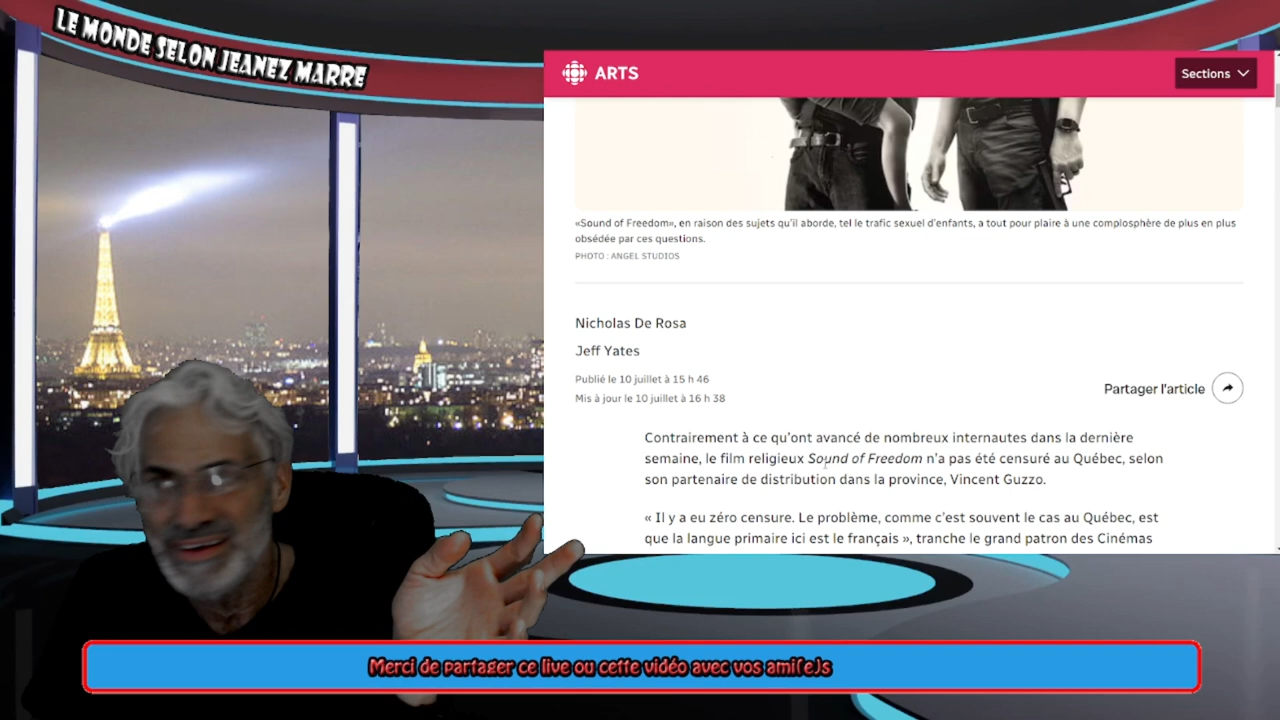 LE MONDE SELON JEANEZ MARRE
ARTS
Sections
«Sound of Freedom», en raison des sujets qu'il aborde, tel le trafic sexuel d'enfants, a tout pour plaire à une complosphère de plus en plus
obsédée par ces questions.
PHOTO : ANGEL STUDIOS
Nicholas De Rosa
Jeff Yates
Publié le 10 juillet à 15 h 46
Mis à jour le 10 juillet à 16 h 38
Partager l'article
Contrairement à ce qu'ont avancé de nombreux internautes dans la dernière
semaine, le film religieux Sound of Freedom n'a pas été censuré au Québec, selon
son partenaire de distribution dans la province, Vincent Guzzo.
« Il y a eu zéro censure. Le problème, comme c'est souvent le cas au Québec, est
que la langue primaire ici est le français », tranche le grand patron des Cinémas
Merci de partager ce live ou cette vidéo avec vos ami(e)s